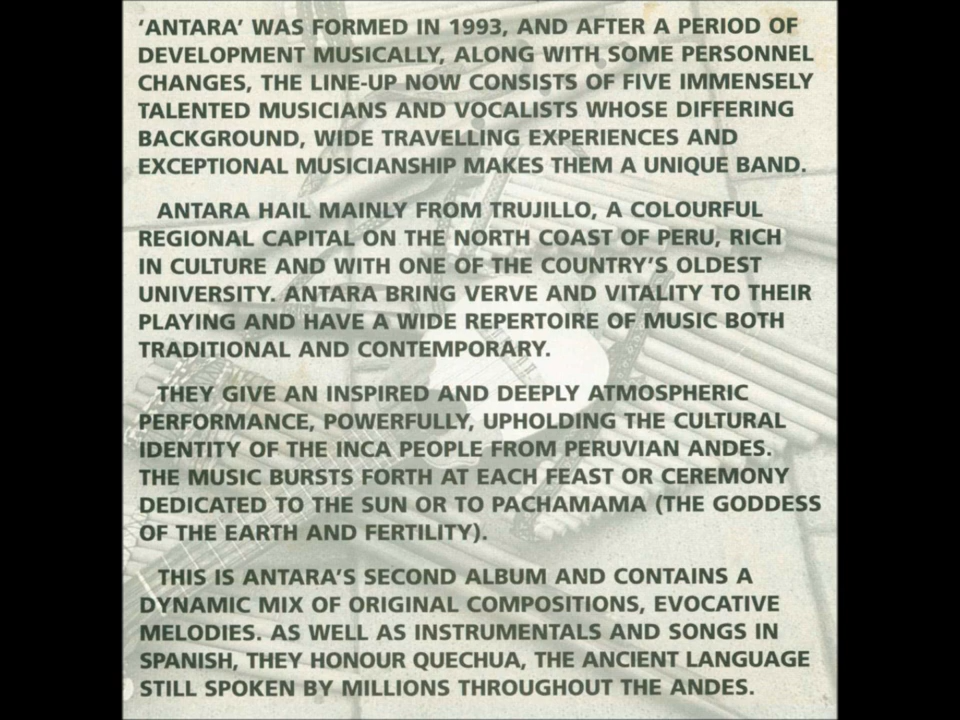 ‘ANTARA’ WAS FORMED IN 1993, AND AFTER A PERIOD OF
DEVELOPMENT MUSICALLY, ALONG WITH SOME PERSONNEL
CHANGES, THE LINE-UP NOW CONSISTS OF FIVE IMMENSELY
TALENTED MUSICIANS AND VOCALISTS WHOSE DIFFERING
BACKGROUND, WIDE TRAVELLING EXPERIENCES AND
EXCEPTIONAL MUSICIANSHIP MAKES THEM A UNIQUE BAND.
ANTARA HAIL MAINLY FROM TRUJILLO, A COLOURFUL
REGIONAL CAPITAL ON THE NORTH COAST OF PERU, RICH
IN CULTURE AND WITH ONE OF THE COUNTRY’S OLDEST
UNIVERSITY. ANTARA BRING VERVE AND VITALITY TO THEIR
PLAYING AND HAVE A WIDE REPERTOIRE OF MUSIC BOTH
TRADITIONAL AND CONTEMPORARY.
THEY GIVE AN INSPIRED AND DEEPLY ATMOSPHERIC
PERFORMANCE, POWERFULLY, UPHOLDING THE CULTURAL
IDENTITY OF THE INCA PEOPLE FROM PERUVIAN ANDES.
THE MUSIC BURSTS FORTH AT EACH FEAST OR CEREMONY
DEDICATED TO THE SUN OR TO PACHAMAMA (THE GODDESS
OF THE EARTH AND FERTILITY).
THIS IS ANTARA’S SECOND ALBUM AND CONTAINS A
DYNAMIC MIX OF ORIGINAL COMPOSITIONS, EVOCATIVE
MELODIES. AS WELL AS INSTRUMENTALS AND SONGS IN
SPANISH, THEY HONOUR QUECHUA, THE ANCIENT LANGUAGE
STILL SPOKEN BY MILLIONS THROUGHOUT THE ANDES.